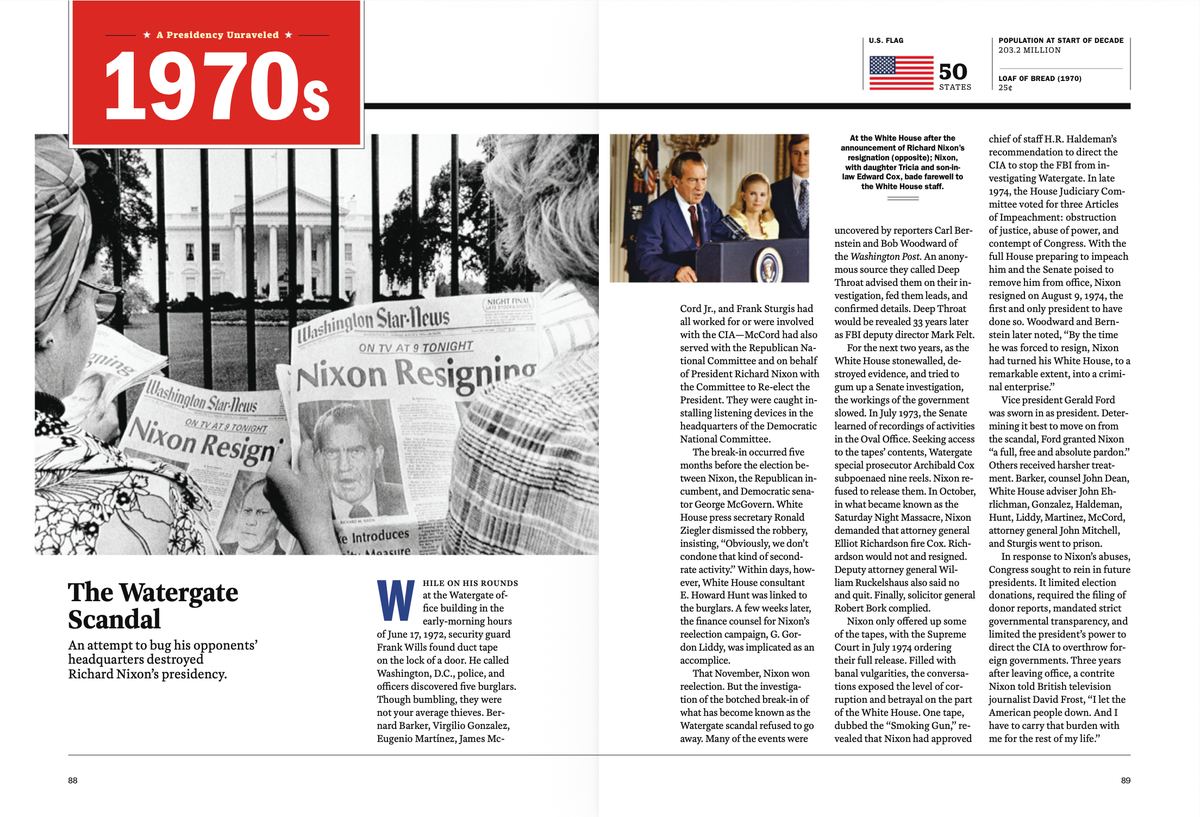 ★ A Presidency Unraveled ★
1970s
U.S. FLAG
50
STATES
POPULATION AT START OF DECADE
203.2 MILLION
LOAF OF BREAD (1970)
25¢
Washington Star-News
NIGHT FINAL
ON TV AT 9 TONIGHT
Nixon Resigning
Washington Star-News
ON TV AT 9 TONIGHT
Nixon Resign
ning
RICHARD M. NIXON
re Introduces
ty Measure
The Watergate
Scandal
An attempt to bug his opponents’
headquarters destroyed
Richard Nixon’s presidency.
WHILE ON HIS ROUNDS
at the Watergate of-
fice building in the
early-morning hours
of June 17, 1972, security guard
Frank Wills found duct tape
on the lock of a door. He called
Washington, D.C., police, and
officers discovered five burglars.
Though bumbling, they were
not your average thieves. Ber-
nard Barker, Virgilio Gonzalez,
Eugenio Martínez, James Mc-
Cord Jr., and Frank Sturgis had
all worked for or were involved
with the CIA—McCord had also
served with the Republican Na-
tional Committee and on behalf
of President Richard Nixon with
the Committee to Re-elect the
President. They were caught in-
stalling listening devices in the
headquarters of the Democratic
National Committee.
The break-in occurred five
months before the election be-
tween Nixon, the Republican in-
cumbent, and Democratic sena-
tor George McGovern. White
House press secretary Ronald
Ziegler dismissed the robbery,
insisting, “Obviously, we don’t
condone that kind of second-
rate activity.” Within days, how-
ever, White House consultant
E. Howard Hunt was linked to
the burglars. A few weeks later,
the finance counsel for Nixon’s
reelection campaign, G. Gor-
don Liddy, was implicated as an
accomplice.
That November, Nixon won
reelection. But the investiga-
tion of the botched break-in of
what has become known as the
Watergate scandal refused to go
away. Many of the events were
At the White House after the
announcement of Richard Nixon’s
resignation (opposite); Nixon,
with daughter Tricia and son-in-
law Edward Cox, bade farewell to
the White House staff.
uncovered by reporters Carl Ber-
nstein and Bob Woodward of
the Washington Post. An anony-
mous source they called Deep
Throat advised them on their in-
vestigation, fed them leads, and
confirmed details. Deep Throat
would be revealed 33 years later
as FBI deputy director Mark Felt.
For the next two years, as the
White House stonewalled, de-
stroyed evidence, and tried to
gum up a Senate investigation,
the workings of the government
slowed. In July 1973, the Senate
learned of recordings of activities
in the Oval Office. Seeking access
to the tapes’ contents, Watergate
special prosecutor Archibald Cox
subpoenaed nine reels. Nixon re-
fused to release them. In October,
in what became known as the
Saturday Night Massacre, Nixon
demanded that attorney general
Elliot Richardson fire Cox. Rich-
ardson would not and resigned.
Deputy attorney general Wil-
liam Ruckelshaus also said no
and quit. Finally, solicitor general
Robert Bork complied.
Nixon only offered up some
of the tapes, with the Supreme
Court in July 1974 ordering
their full release. Filled with
banal vulgarities, the conversa-
tions exposed the level of cor-
ruption and betrayal on the part
of the White House. One tape,
dubbed the “Smoking Gun,” re-
vealed that Nixon had approved
chief of staff H.R. Haldeman’s
recommendation to direct the
CIA to stop the FBI from in-
vestigating Watergate. In late
1974, the House Judiciary Com-
mittee voted for three Articles
of Impeachment: obstruction
of justice, abuse of power, and
contempt of Congress. With the
full House preparing to impeach
him and the Senate poised to
remove him from office, Nixon
resigned on August 9, 1974, the
first and only president to have
done so. Woodward and Bern-
stein later noted, “By the time
he was forced to resign, Nixon
had turned his White House, to a
remarkable extent, into a crimi-
nal enterprise.”
Vice president Gerald Ford
was sworn in as president. Deter-
mining it best to move on from
the scandal, Ford granted Nixon
“a full, free and absolute pardon.”
Others received harsher treat-
ment. Barker, counsel John Dean,
White House adviser John Eh-
rlichman, Gonzalez, Haldeman,
Hunt, Liddy, Martinez, McCord,
attorney general John Mitchell,
and Sturgis went to prison.
In response to Nixon’s abuses,
Congress sought to rein in future
presidents. It limited election
donations, required the filing of
donor reports, mandated strict
governmental transparency, and
limited the president’s power to
direct the CIA to overthrow for-
eign governments. Three years
after leaving office, a contrite
Nixon told British television
journalist David Frost, “I let the
American people down. And I
have to carry that burden with
me for the rest of my life.”
88
89